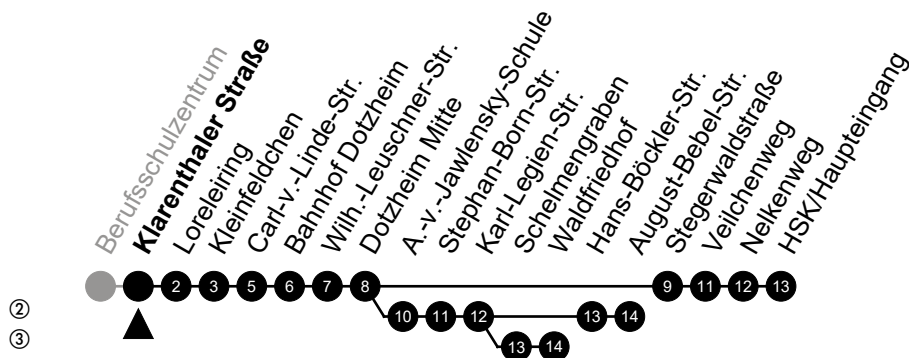 Berufsschulzentrum
Klarenthaler Straße
Loreleiring
Kleinfeldchen
Carl-v.-Linde-Str.
Bahnhof Dotzheim
Wilh.-Leuschner-Str.
Dotzheim Mitte
A.-v.-Jawlensky-Schule
Stephan-Born-Str.
Karl-Legien-Str.
Schelmengraben
Waldfriedhof
Hans-Böckler-Str.
August-Bebel-Str.
Stegerwaldstraße
Veilchenweg
Nelkenweg
HSK/Haupteingang
2 3 5 6 7 8 9 11 12 13
② 10 11 12 13 14
③ 13 14